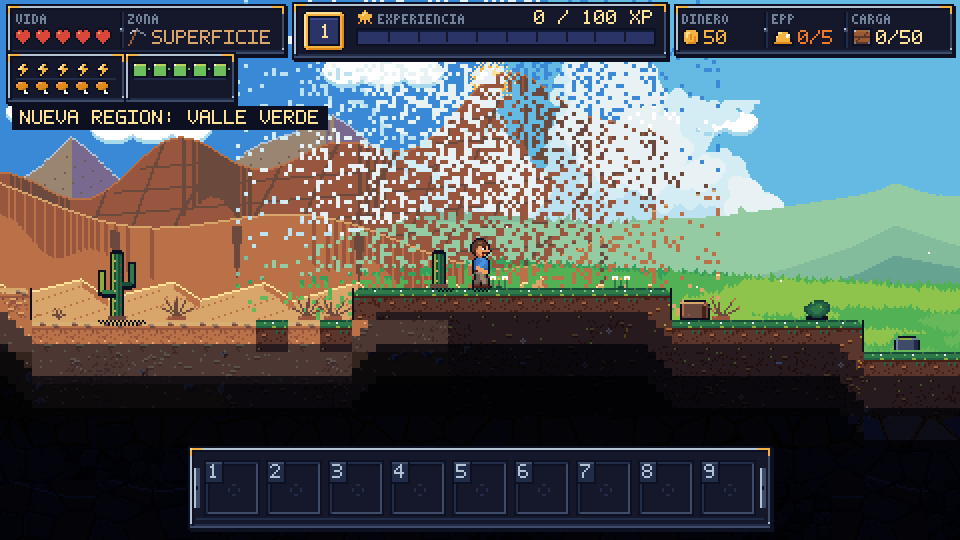 VIDA
ZONA
SUPERFICIE
1
EXPERIENCIA
0 / 100 XP
DINERO
50
EPP
0/5
CARGA
0/50
NUEVA REGION: VALLE VERDE
1 2 3 4 5 6 7 8 9